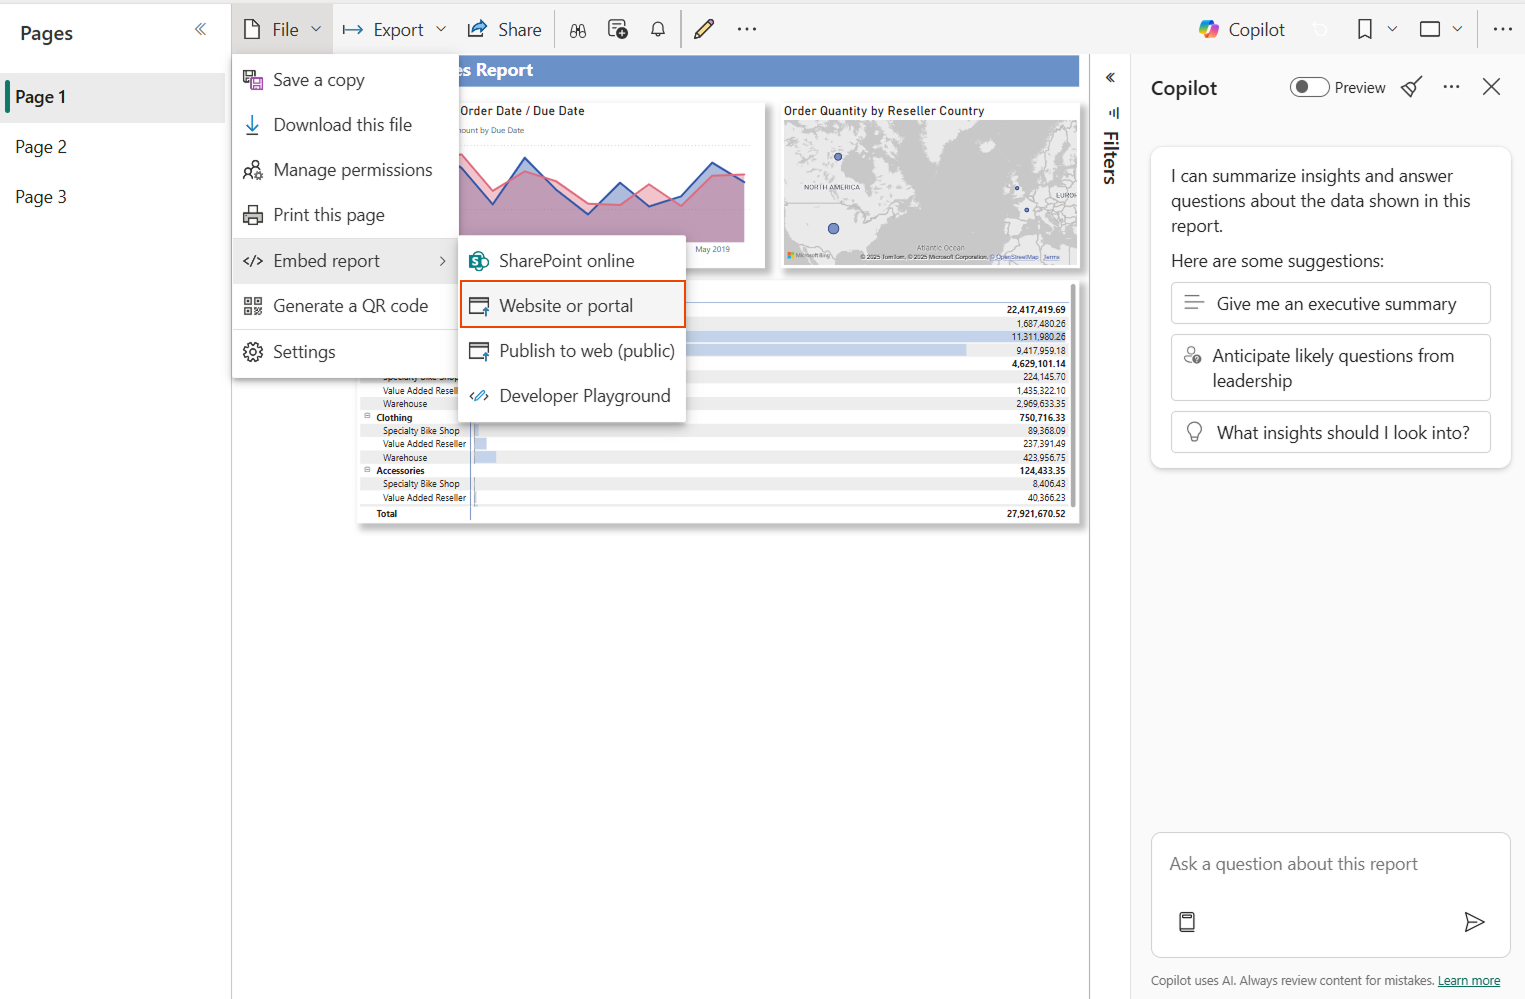 Pages
Page 1
Page 2
Page 3
File
Export
Share
Copilot
Save a copy
Download this file
Manage permissions
Print this page
Embed report
Generate a QR code
Settings
SharePoint online
Website or portal
Publish to web (public)
Developer Playground
es Report
Order Date / Due Date
ount by Due Date
May 2019
Order Quantity by Reseller Country
NORTH AMERICA
EUROP
Atlantic Ocean
Microsoft Bing
© 2025 TomTom, © 2025 Microsoft Corporation, © OpenStreetMap Terms
22,417,419.69
1,687,480.26
11,311,980.26
9,417,959.18
4,629,101.14
Specialty Bike Shop 224,145.70
Value Added Resell 1,435,322.10
Warehouse 2,969,633.35
Clothing 750,716.33
Specialty Bike Shop 89,368.09
Value Added Reseller 237,391.49
Warehouse 423,956.75
Accessories 124,433.35
Specialty Bike Shop 8,406.43
Value Added Reseller 40,366.23
Total 27,921,670.52
Filters
Copilot
Preview
I can summarize insights and answer
questions about the data shown in this
report.
Here are some suggestions:
Give me an executive summary
Anticipate likely questions from
leadership
What insights should I look into?
Ask a question about this report
Copilot uses AI. Always review content for mistakes. Learn more